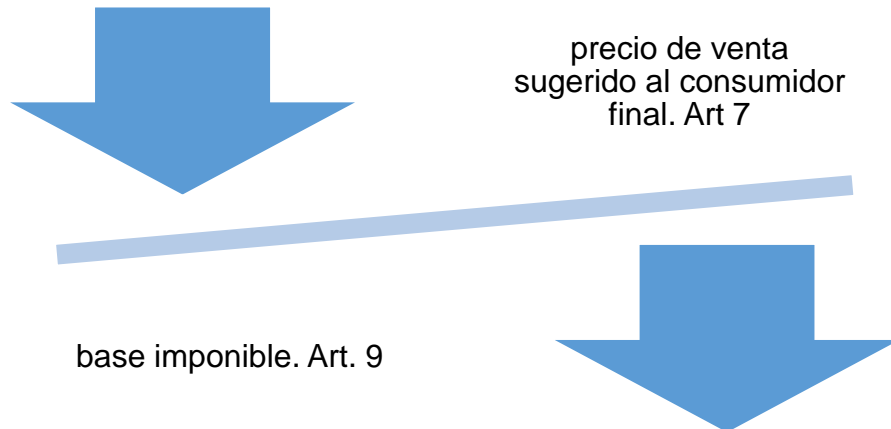 precio de venta
sugerido al consumidor
final. Art 7
base imponible. Art. 9